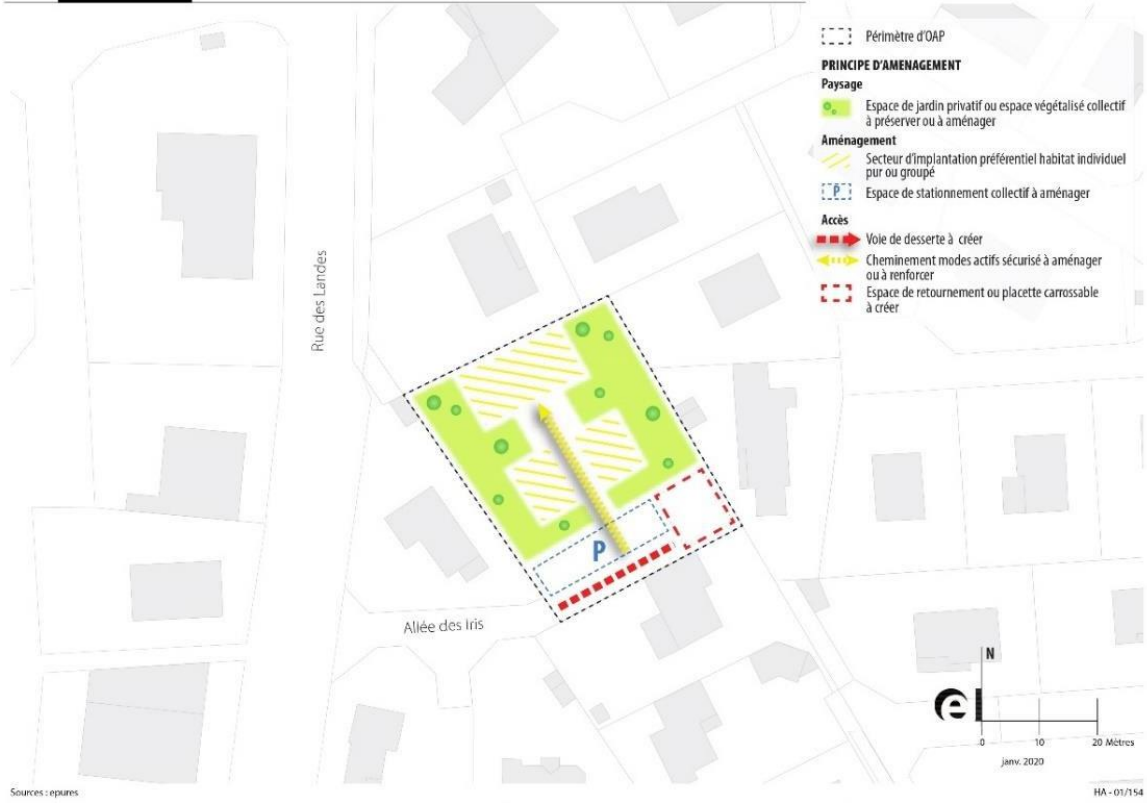 Périmètre d'OAP
PRINCIPE D'AMENAGEMENT
Paysage
Espace de jardin privatif ou espace végétalisé collectif
à préserver ou à aménager
Aménagement
Secteur d'implantation préférentiel habitat individuel
pur ou groupé
P
Espace de stationnement collectif à aménager
Accès
Voie de desserte à créer
Cheminement modes actifs sécurisé à aménager
ou à renforcer
Espace de retournement ou placette carrossable
à créer
Rue des Landes
P
Allée des Iris
N
e
0 10 20 Mètres
janv. 2020
Sources : epures
HA - 01/154